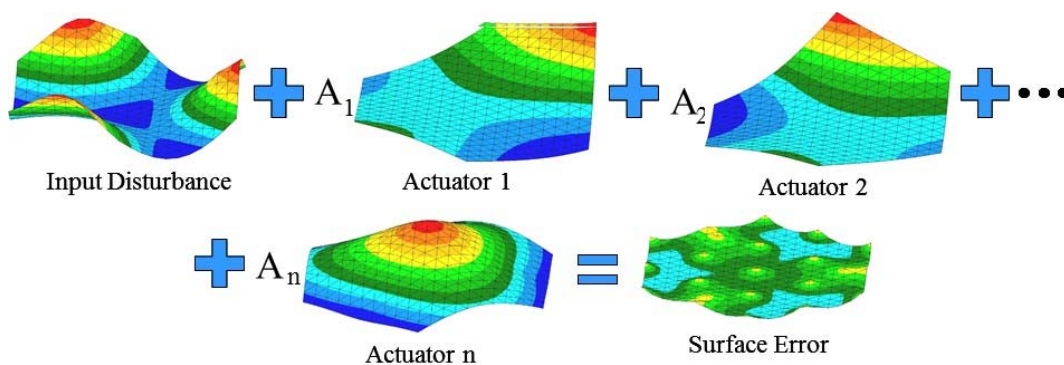 A1
A2
Input Disturbance
Actuator 1
Actuator 2
An
Actuator n
Surface Error